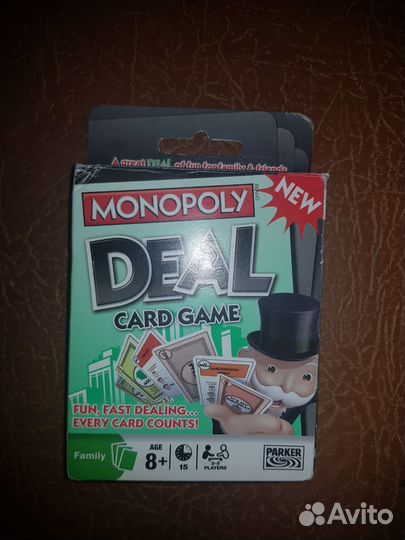 A great DEAL of fun for family & friends
NEW
MONOPOLY
BRAND
DEAL
CARD GAME
FUN, FAST DEALING...
EVERY CARD COUNTS!
Family
AGE
8+
15
2-5
PLAYERS
PARKER
Avito